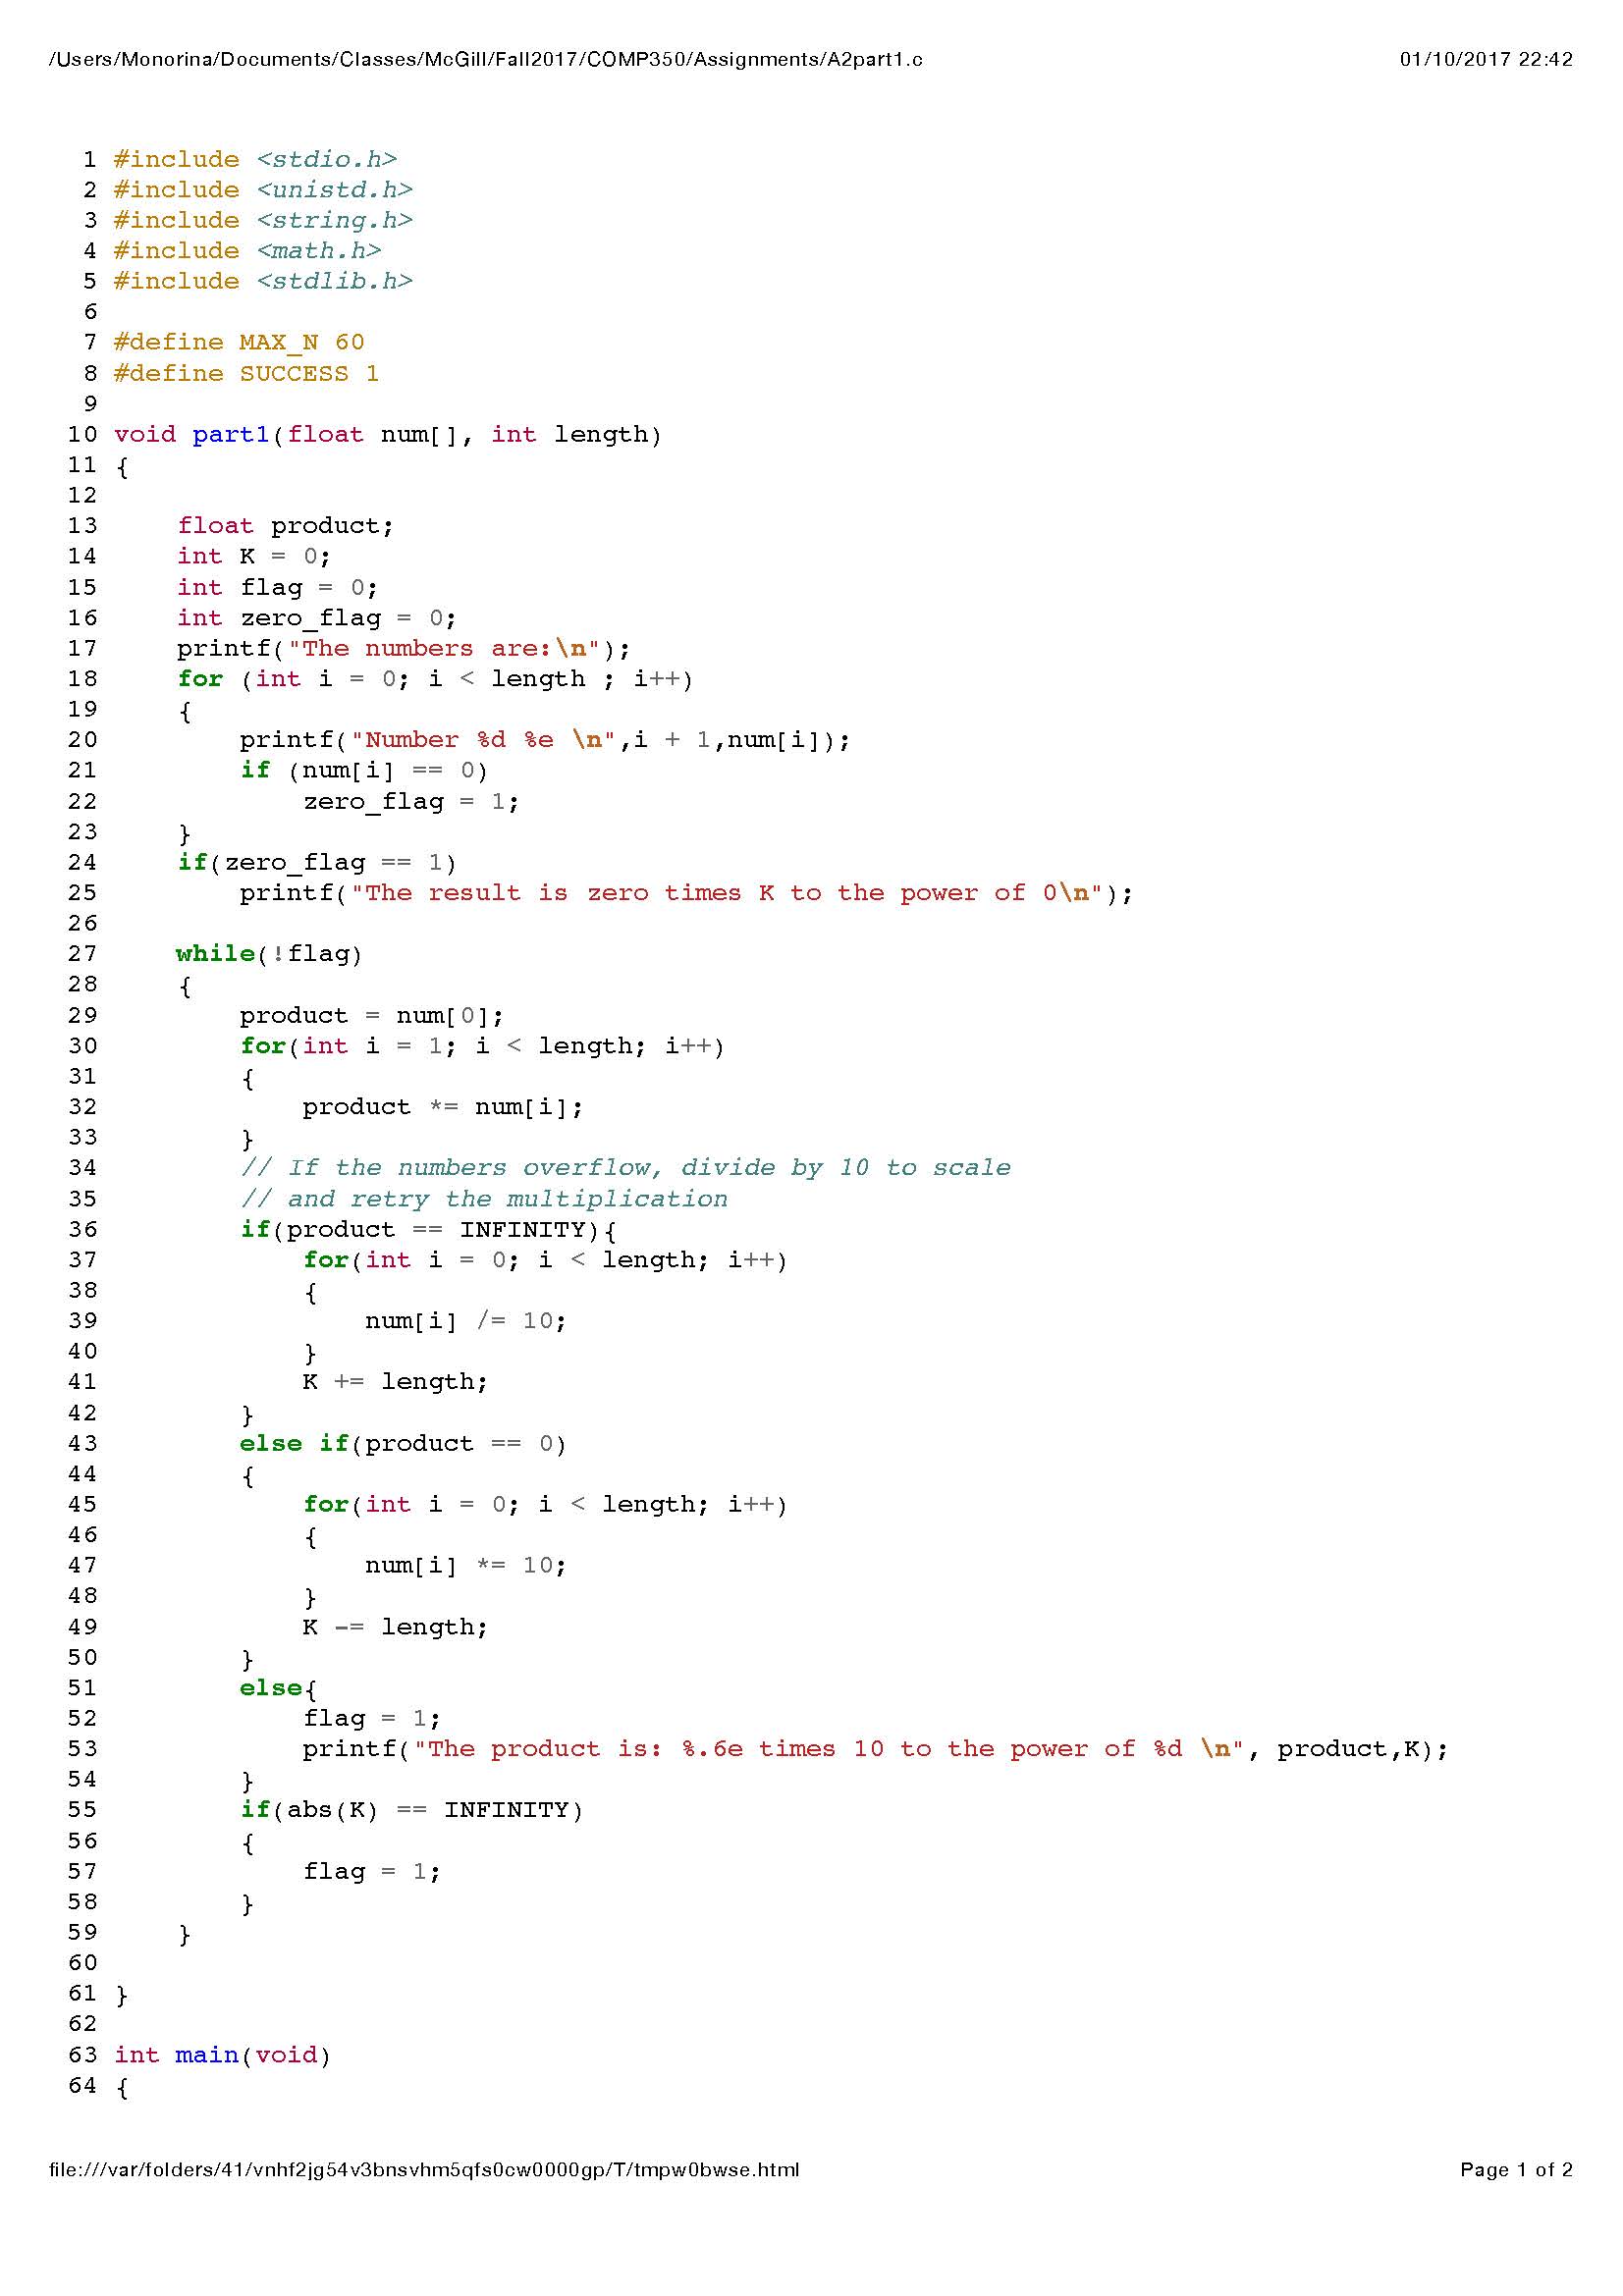 /Users/Monorina/Documents/Classes/McGill/Fall2017/COMP350/Assignments/A2part1.c 01/10/2017 22:42
1 #include <stdio.h>
2 #include <unistd.h>
3 #include <string.h>
4 #include <math.h>
5 #include <stdlib.h>
6
7 #define MAX_N 60
8 #define SUCCESS 1
9
10 void part1(float num[], int length)
11 {
12
13     float product;
14     int K = 0;
15     int flag = 0;
16     int zero_flag = 0;
17     printf("The numbers are:\n");
18     for (int i = 0; i < length ; i++)
19     {
20         printf("Number %d %e \n",i + 1,num[i]);
21         if (num[i] == 0)
22             zero_flag = 1;
23     }
24     if(zero_flag == 1)
25         printf("The result is zero times K to the power of 0\n");
26
27     while(!flag)
28     {
29         product = num[0];
30         for(int i = 1; i < length; i++)
31         {
32             product *= num[i];
33         }
34         // If the numbers overflow, divide by 10 to scale
35         // and retry the multiplication
36         if(product == INFINITY){
37             for(int i = 0; i < length; i++)
38             {
39                 num[i] /= 10;
40             }
41             K += length;
42         }
43         else if(product == 0)
44         {
45             for(int i = 0; i < length; i++)
46             {
47                 num[i] *= 10;
48             }
49             K -= length;
50         }
51         else{
52             flag = 1;
53             printf("The product is: %.6e times 10 to the power of %d \n", product,K);
54         }
55         if(abs(K) == INFINITY)
56         {
57             flag = 1;
58         }
59     }
60
61 }
62
63 int main(void)
64 {
file:///var/folders/41/vnhf2jg54v3bnsvhm5qfs0cw0000gp/T/tmpw0bwse.html Page 1 of 2